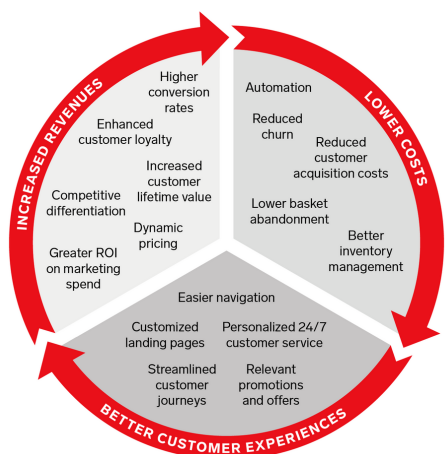 INCREASED REVENUES
Higher
conversion
rates
Enhanced
customer loyalty
Increased
customer
lifetime value
Competitive
differentiation
Dynamic
pricing
Greater ROI
on marketing
spend
LOWER COSTS
Automation
Reduced
churn
Reduced
customer
acquisition costs
Lower basket
abandonment
Better
inventory
management
Easier navigation
Customized
landing pages
Personalized 24/7
customer service
Streamlined
customer
journeys
Relevant
promotions
and offers
BETTER CUSTOMER EXPERIENCES